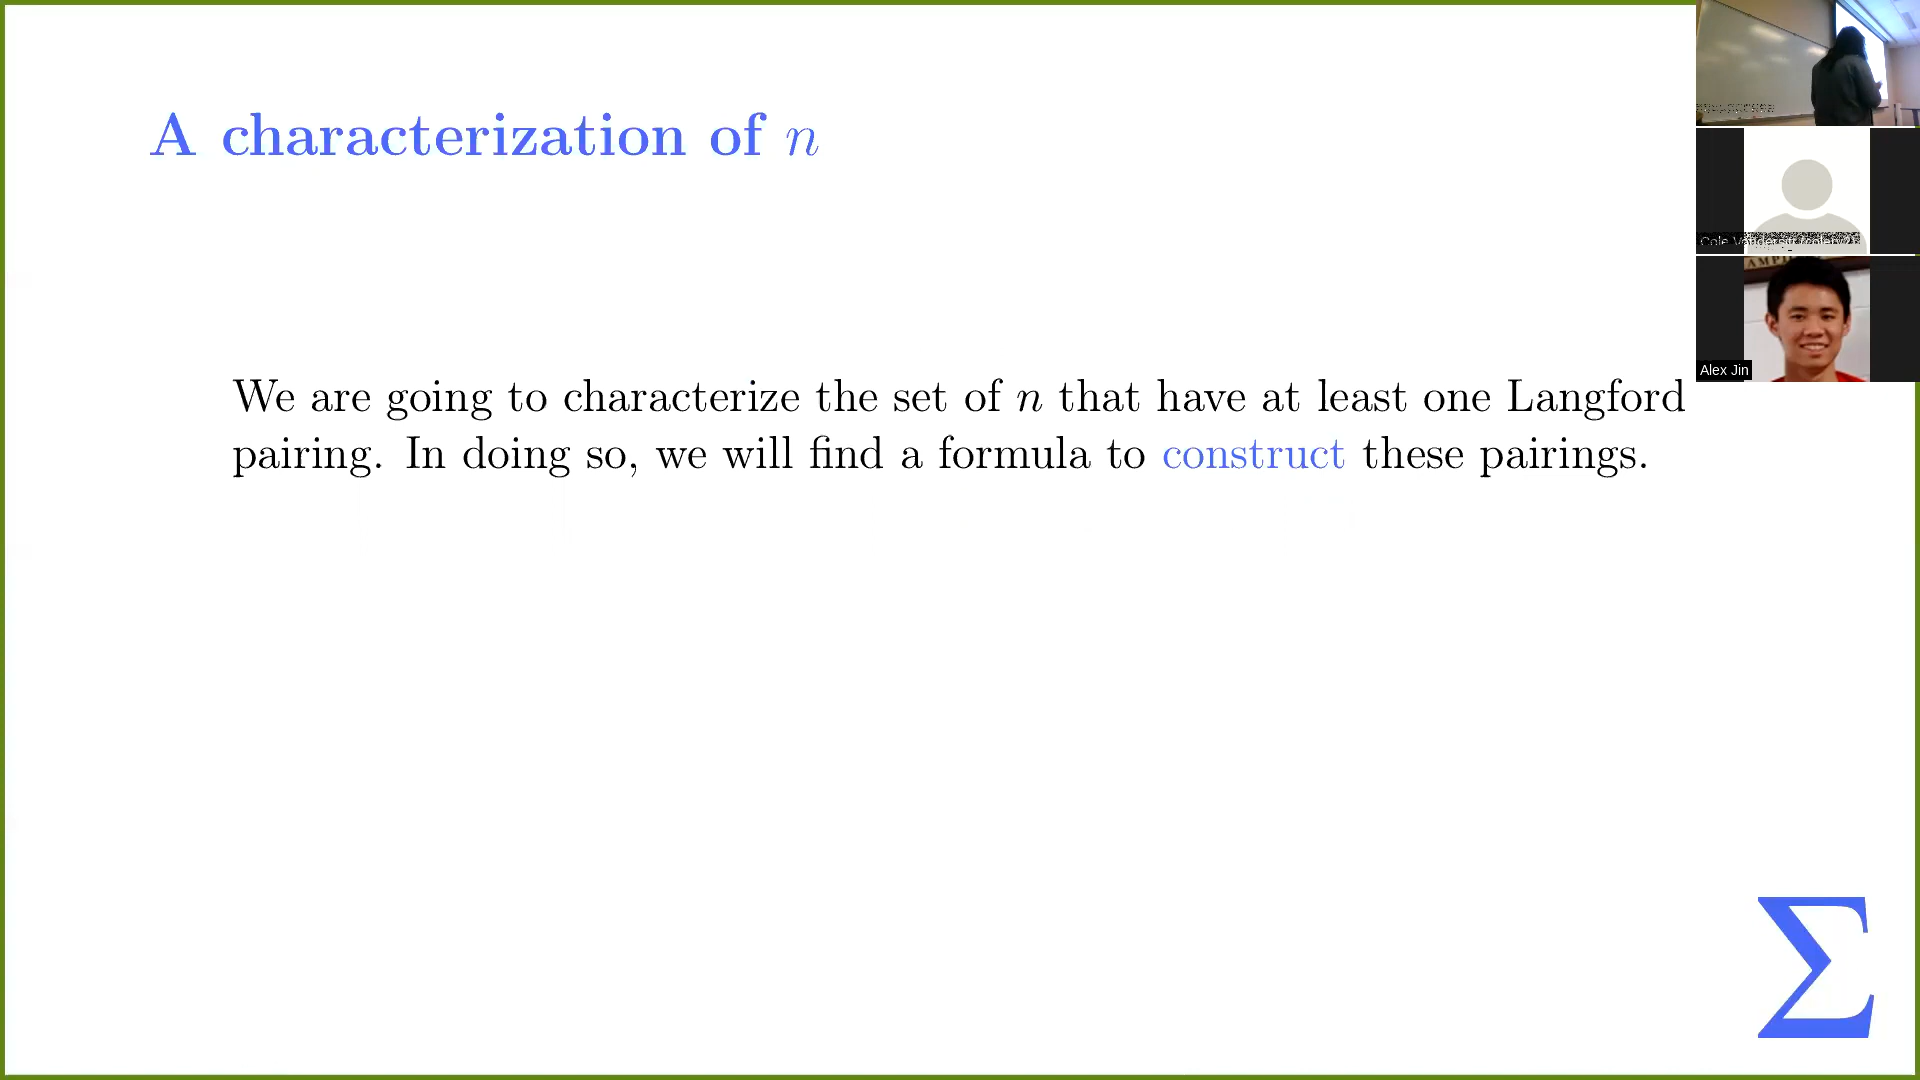 A characterization of n
We are going to characterize the set of n that have at least one Langford
pairing. In doing so, we will find a formula to construct these pairings.
Σ
Alex Jin